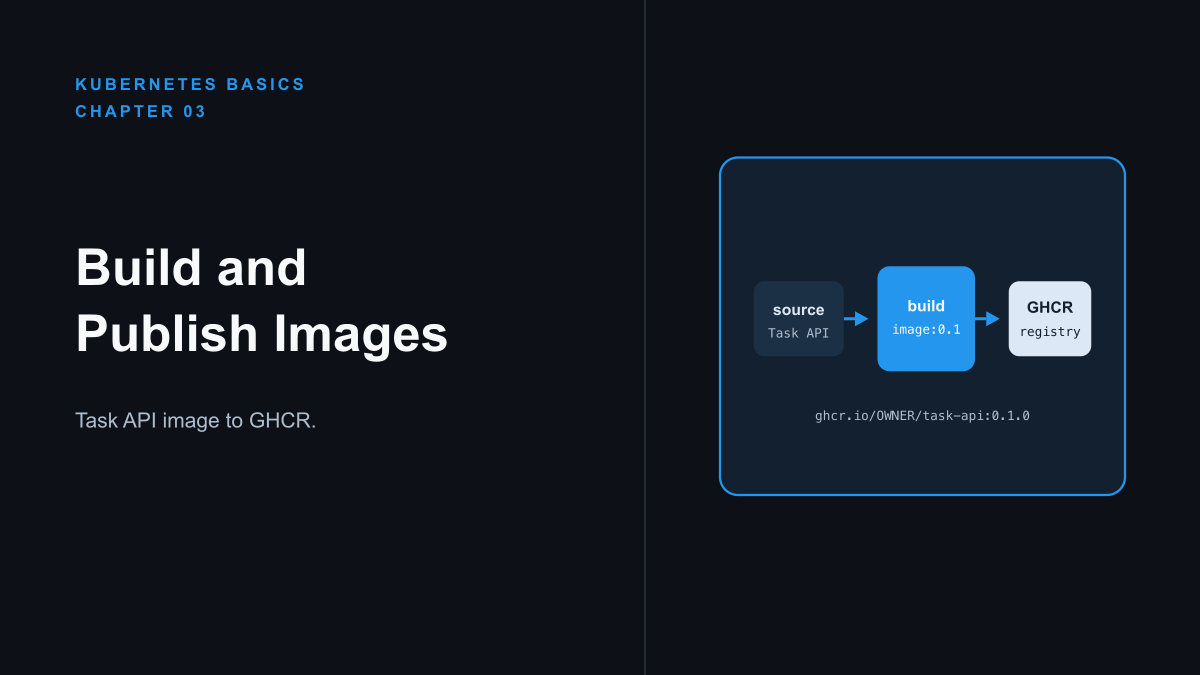 KUBERNETES BASICS
CHAPTER 03
Build and
Publish Images
Task API image to GHCR.
source
Task API
build
image:0.1
GHCR
registry
ghcr.io/OWNER/task-api:0.1.0